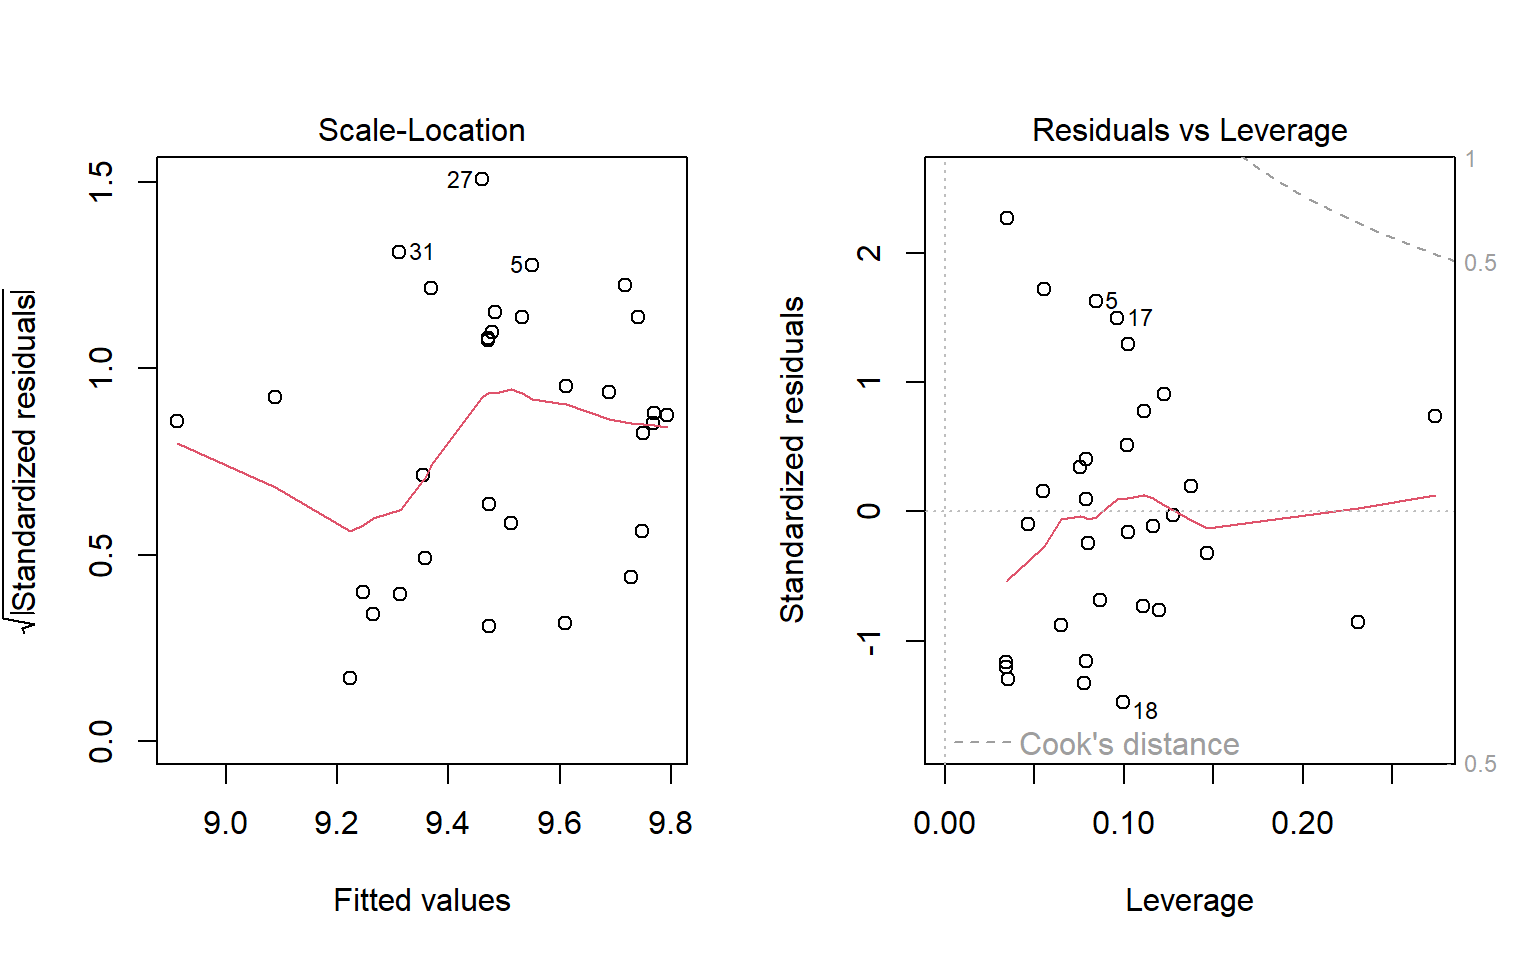 Scale-Location
√|Standardized residuals|
0.0 0.5 1.0 1.5
27
31
5
9.0 9.2 9.4 9.6 9.8
Fitted values
Residuals vs Leverage
Standardized residuals
-1 0 1 2
1
0.5
5
17
18
Cook's distance
0.5
0.00 0.10 0.20
Leverage